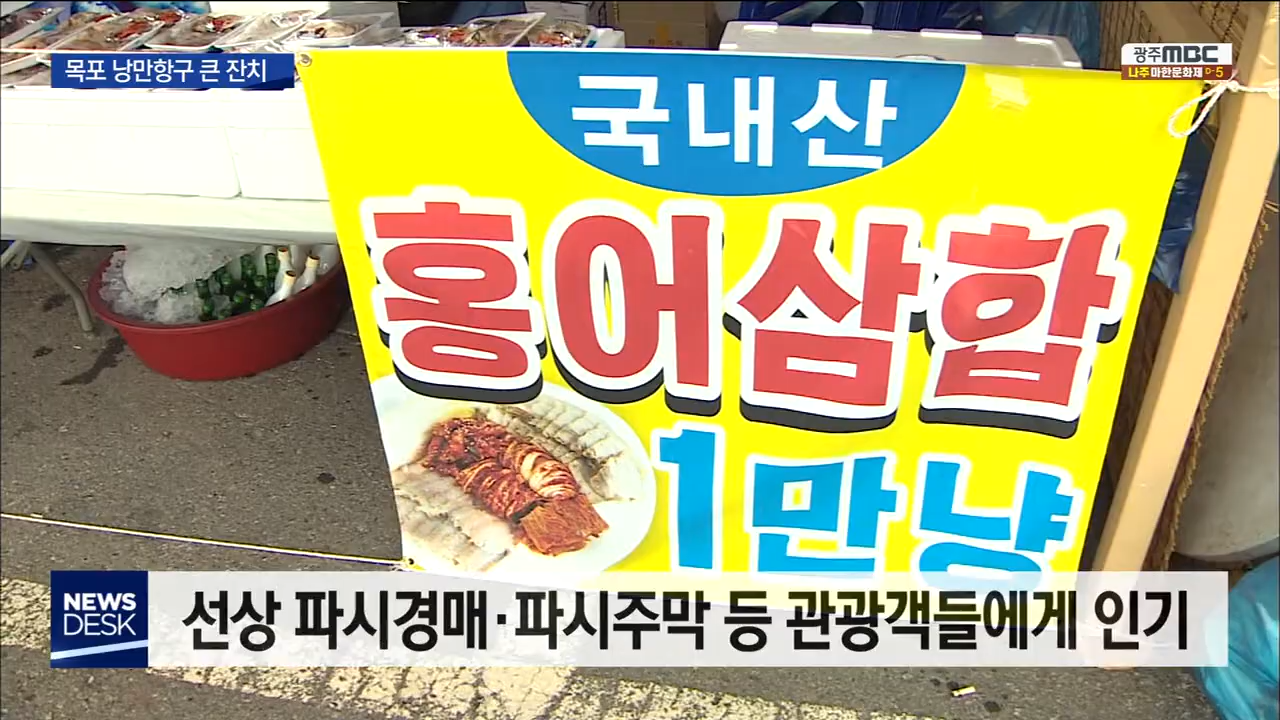 목포 낭만항구 큰 잔치
광주MBC
나주마한문화제 D-5
국내산
홍어삼합
1만냥
NEWS DESK
선상 파시경매·파시주막 등 관광객들에게 인기